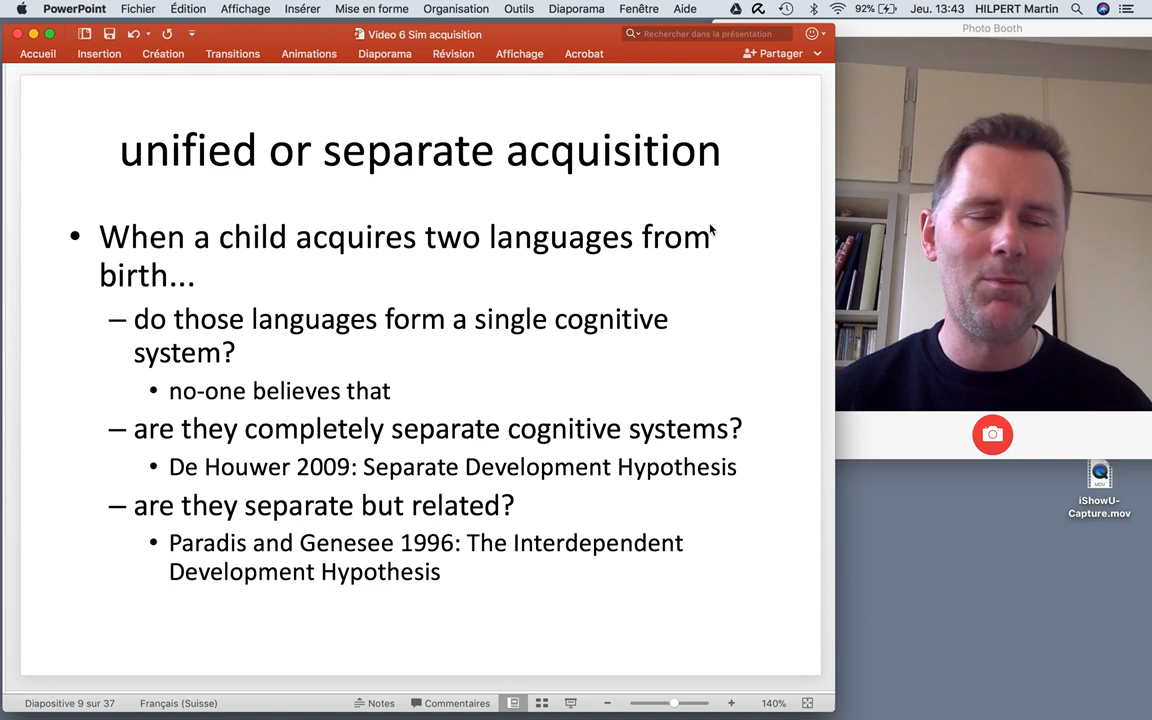 PowerPoint Fichier Édition Affichage Insérer Mise en forme Organisation Outils Diaporama Fenêtre Aide 92% Jeu. 13:43 HILPERT Martin
Video 6 Sim acquisition
Rechercher dans la présentation
Photo Booth
Accueil Insertion Création Transitions Animations Diaporama Révision Affichage Acrobat Partager
unified or separate acquisition
• When a child acquires two languages from
birth...
– do those languages form a single cognitive
system?
• no-one believes that
– are they completely separate cognitive systems?
• De Houwer 2009: Separate Development Hypothesis
– are they separate but related?
• Paradis and Genesee 1996: The Interdependent
Development Hypothesis
MOV
iShowU-
Capture.mov
Diapositive 9 sur 37 Français (Suisse) Notes Commentaires 140%